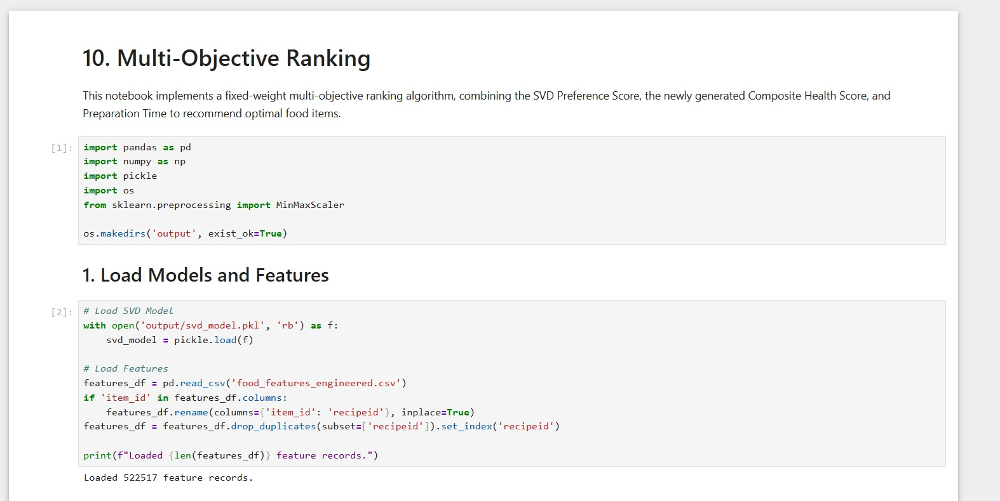 10. Multi-Objective Ranking
This notebook implements a fixed-weight multi-objective ranking algorithm, combining the SVD Preference Score, the newly generated Composite Health Score, and
Preparation Time to recommend optimal food items.
[1]:
import pandas as pd
import numpy as np
import pickle
import os
from sklearn.preprocessing import MinMaxScaler

os.makedirs('output', exist_ok=True)
1. Load Models and Features
[2]:
# Load SVD Model
with open('output/svd_model.pkl', 'rb') as f:
    svd_model = pickle.load(f)

# Load Features
features_df = pd.read_csv('food_features_engineered.csv')
if 'item_id' in features_df.columns:
    features_df.rename(columns={'item_id': 'recipeid'}, inplace=True)
features_df = features_df.drop_duplicates(subset=['recipeid']).set_index('recipeid')

print(f"Loaded {len(features_df)} feature records.")
Loaded 522517 feature records.